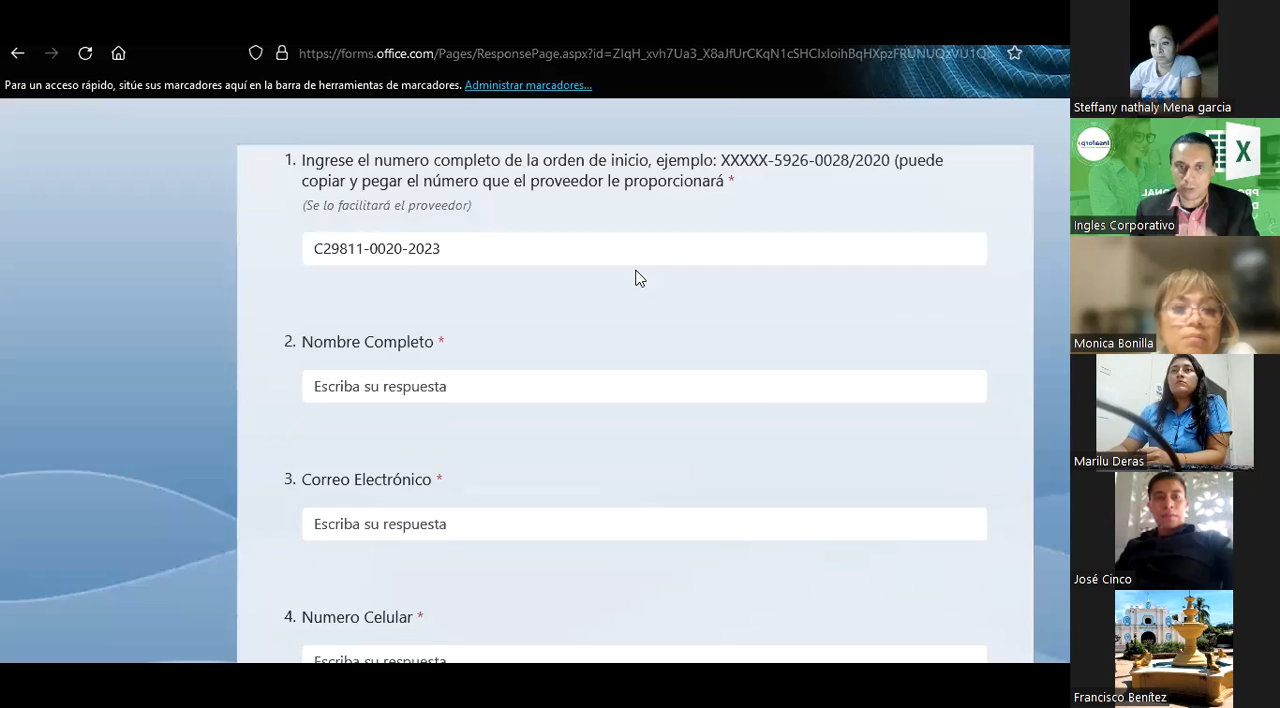 https://forms.office.com/Pages/ResponsePage.aspx?id=
Para un acceso rápido, sitúe sus marcadores aquí en la barra de herramientas de marcadores. Administrar marcadores...
1. Ingrese el numero completo de la orden de inicio, ejemplo: XXXXX-5926-0028/2020 (puede
copiar y pegar el número que el proveedor le proporcionará *
(Se lo facilitará el proveedor)
C29811-0020-2023
2. Nombre Completo *
Escriba su respuesta
3. Correo Electrónico *
Escriba su respuesta
4. Numero Celular *
Escriba su respuesta
Steffany nathaly Mena garcia
Ingles Corporativo
Monica Bonilla
Marilu Deras
José Cinco
Francisco Benítez